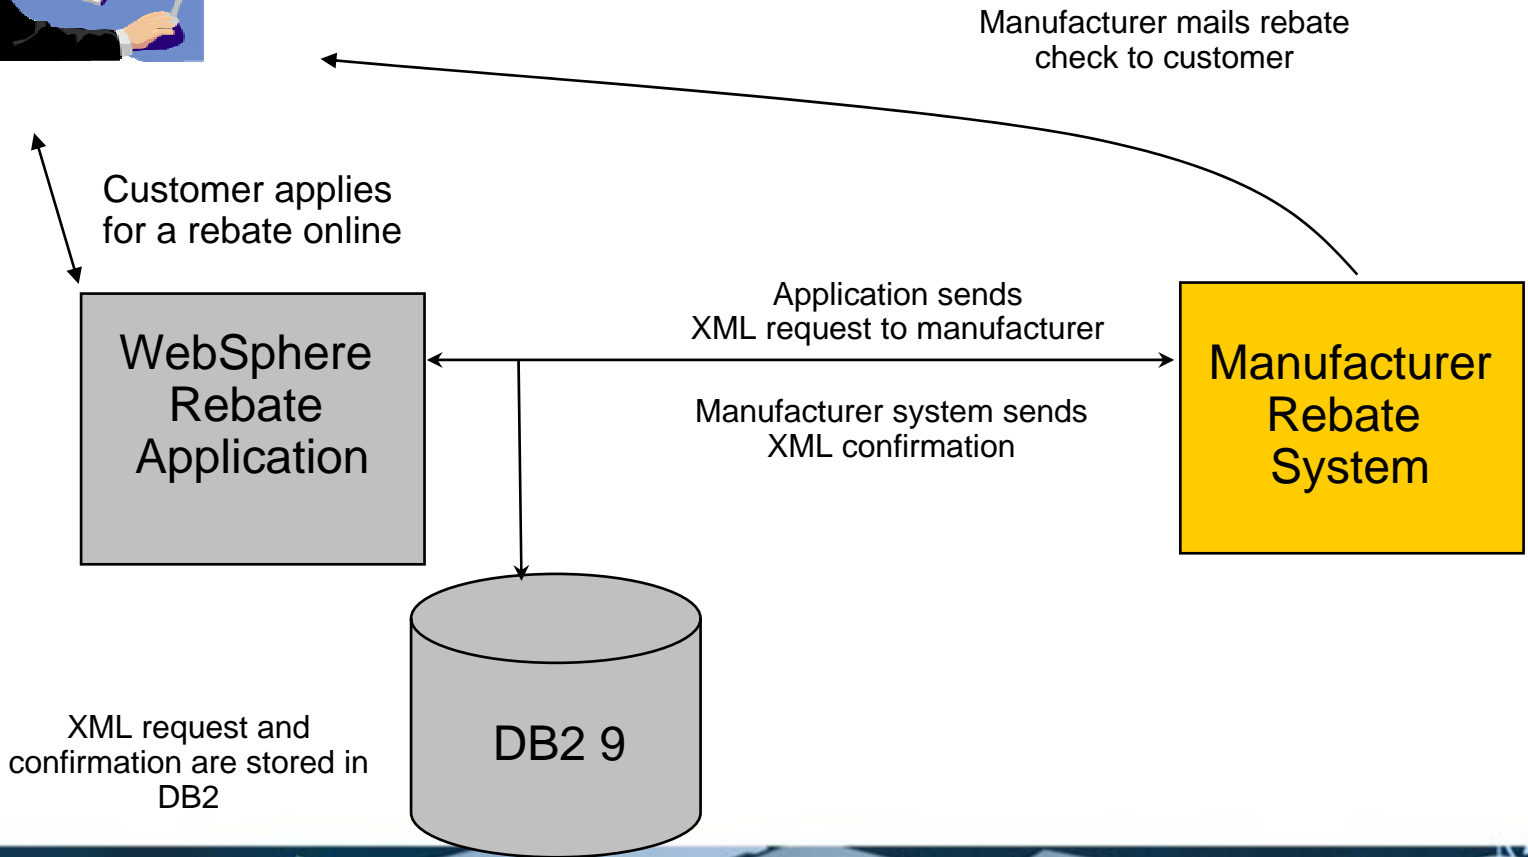 Manufacturer mails rebate
check to customer
Customer applies
for a rebate online
Application sends
XML request to manufacturer
WebSphere
Rebate
Application
Manufacturer
Rebate
System
Manufacturer system sends
XML confirmation
XML request and
confirmation are stored in
DB2
DB2 9